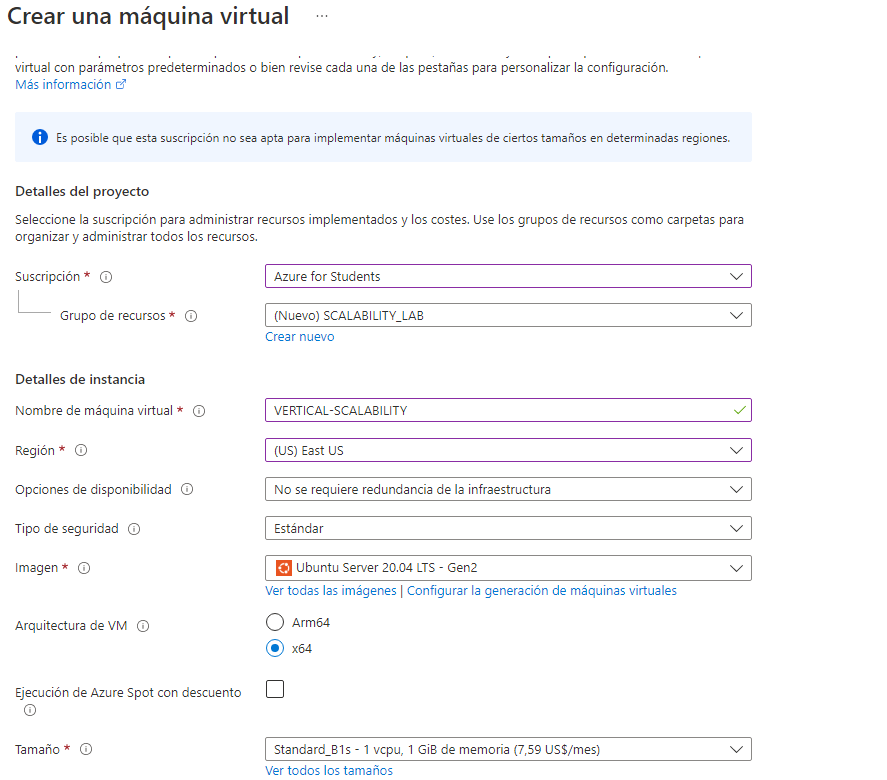 Crear una máquina virtual ...
virtual con parámetros predeterminados o bien revise cada una de las pestañas para personalizar la configuración.
Más información
Es posible que esta suscripción no sea apta para implementar máquinas virtuales de ciertos tamaños en determinadas regiones.
Detalles del proyecto
Seleccione la suscripción para administrar recursos implementados y los costes. Use los grupos de recursos como carpetas para
organizar y administrar todos los recursos.
Suscripción *
Azure for Students
Grupo de recursos *
(Nuevo) SCALABILITY_LAB
Crear nuevo
Detalles de instancia
Nombre de máquina virtual *
VERTICAL-SCALABILITY
Región *
(US) East US
Opciones de disponibilidad
No se requiere redundancia de la infraestructura
Tipo de seguridad
Estándar
Imagen *
Ubuntu Server 20.04 LTS - Gen2
Ver todas las imágenes | Configurar la generación de máquinas virtuales
Arquitectura de VM
Arm64
x64
Ejecución de Azure Spot con descuento
Tamaño *
Standard_B1s - 1 vcpu, 1 GiB de memoria (7,59 US$/mes)
Ver todos los tamaños